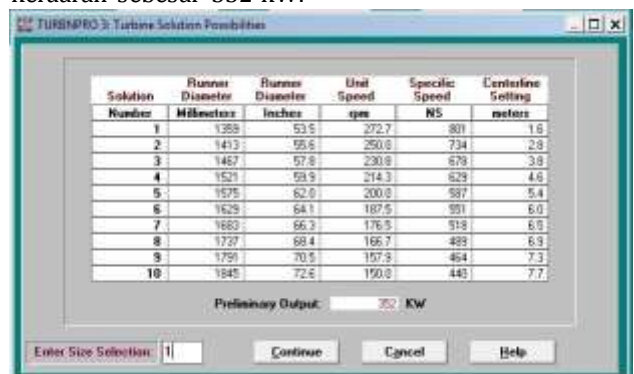 keluaran sebesar 352 kW.
TURBNPRO 3: Turbine Solution Possibilities
Solution Runner Diameter Runner Diameter Unit Speed Specific Speed Centerline Setting
Number Millimeters Inches rpm NS meters
1 1359 53.5 272.7 801 1.6
2 1413 55.6 250.0 734 2.8
3 1467 57.8 230.8 678 3.8
4 1521 59.9 214.3 629 4.6
5 1575 62.0 200.0 587 5.4
6 1629 64.1 187.5 551 6.0
7 1683 66.3 176.5 518 6.5
8 1737 68.4 166.7 489 6.9
9 1791 70.5 157.9 464 7.3
10 1845 72.6 150.0 440 7.7
Preliminary Output: 352 KW
Enter Size Selection: 1 Continue Cancel Help